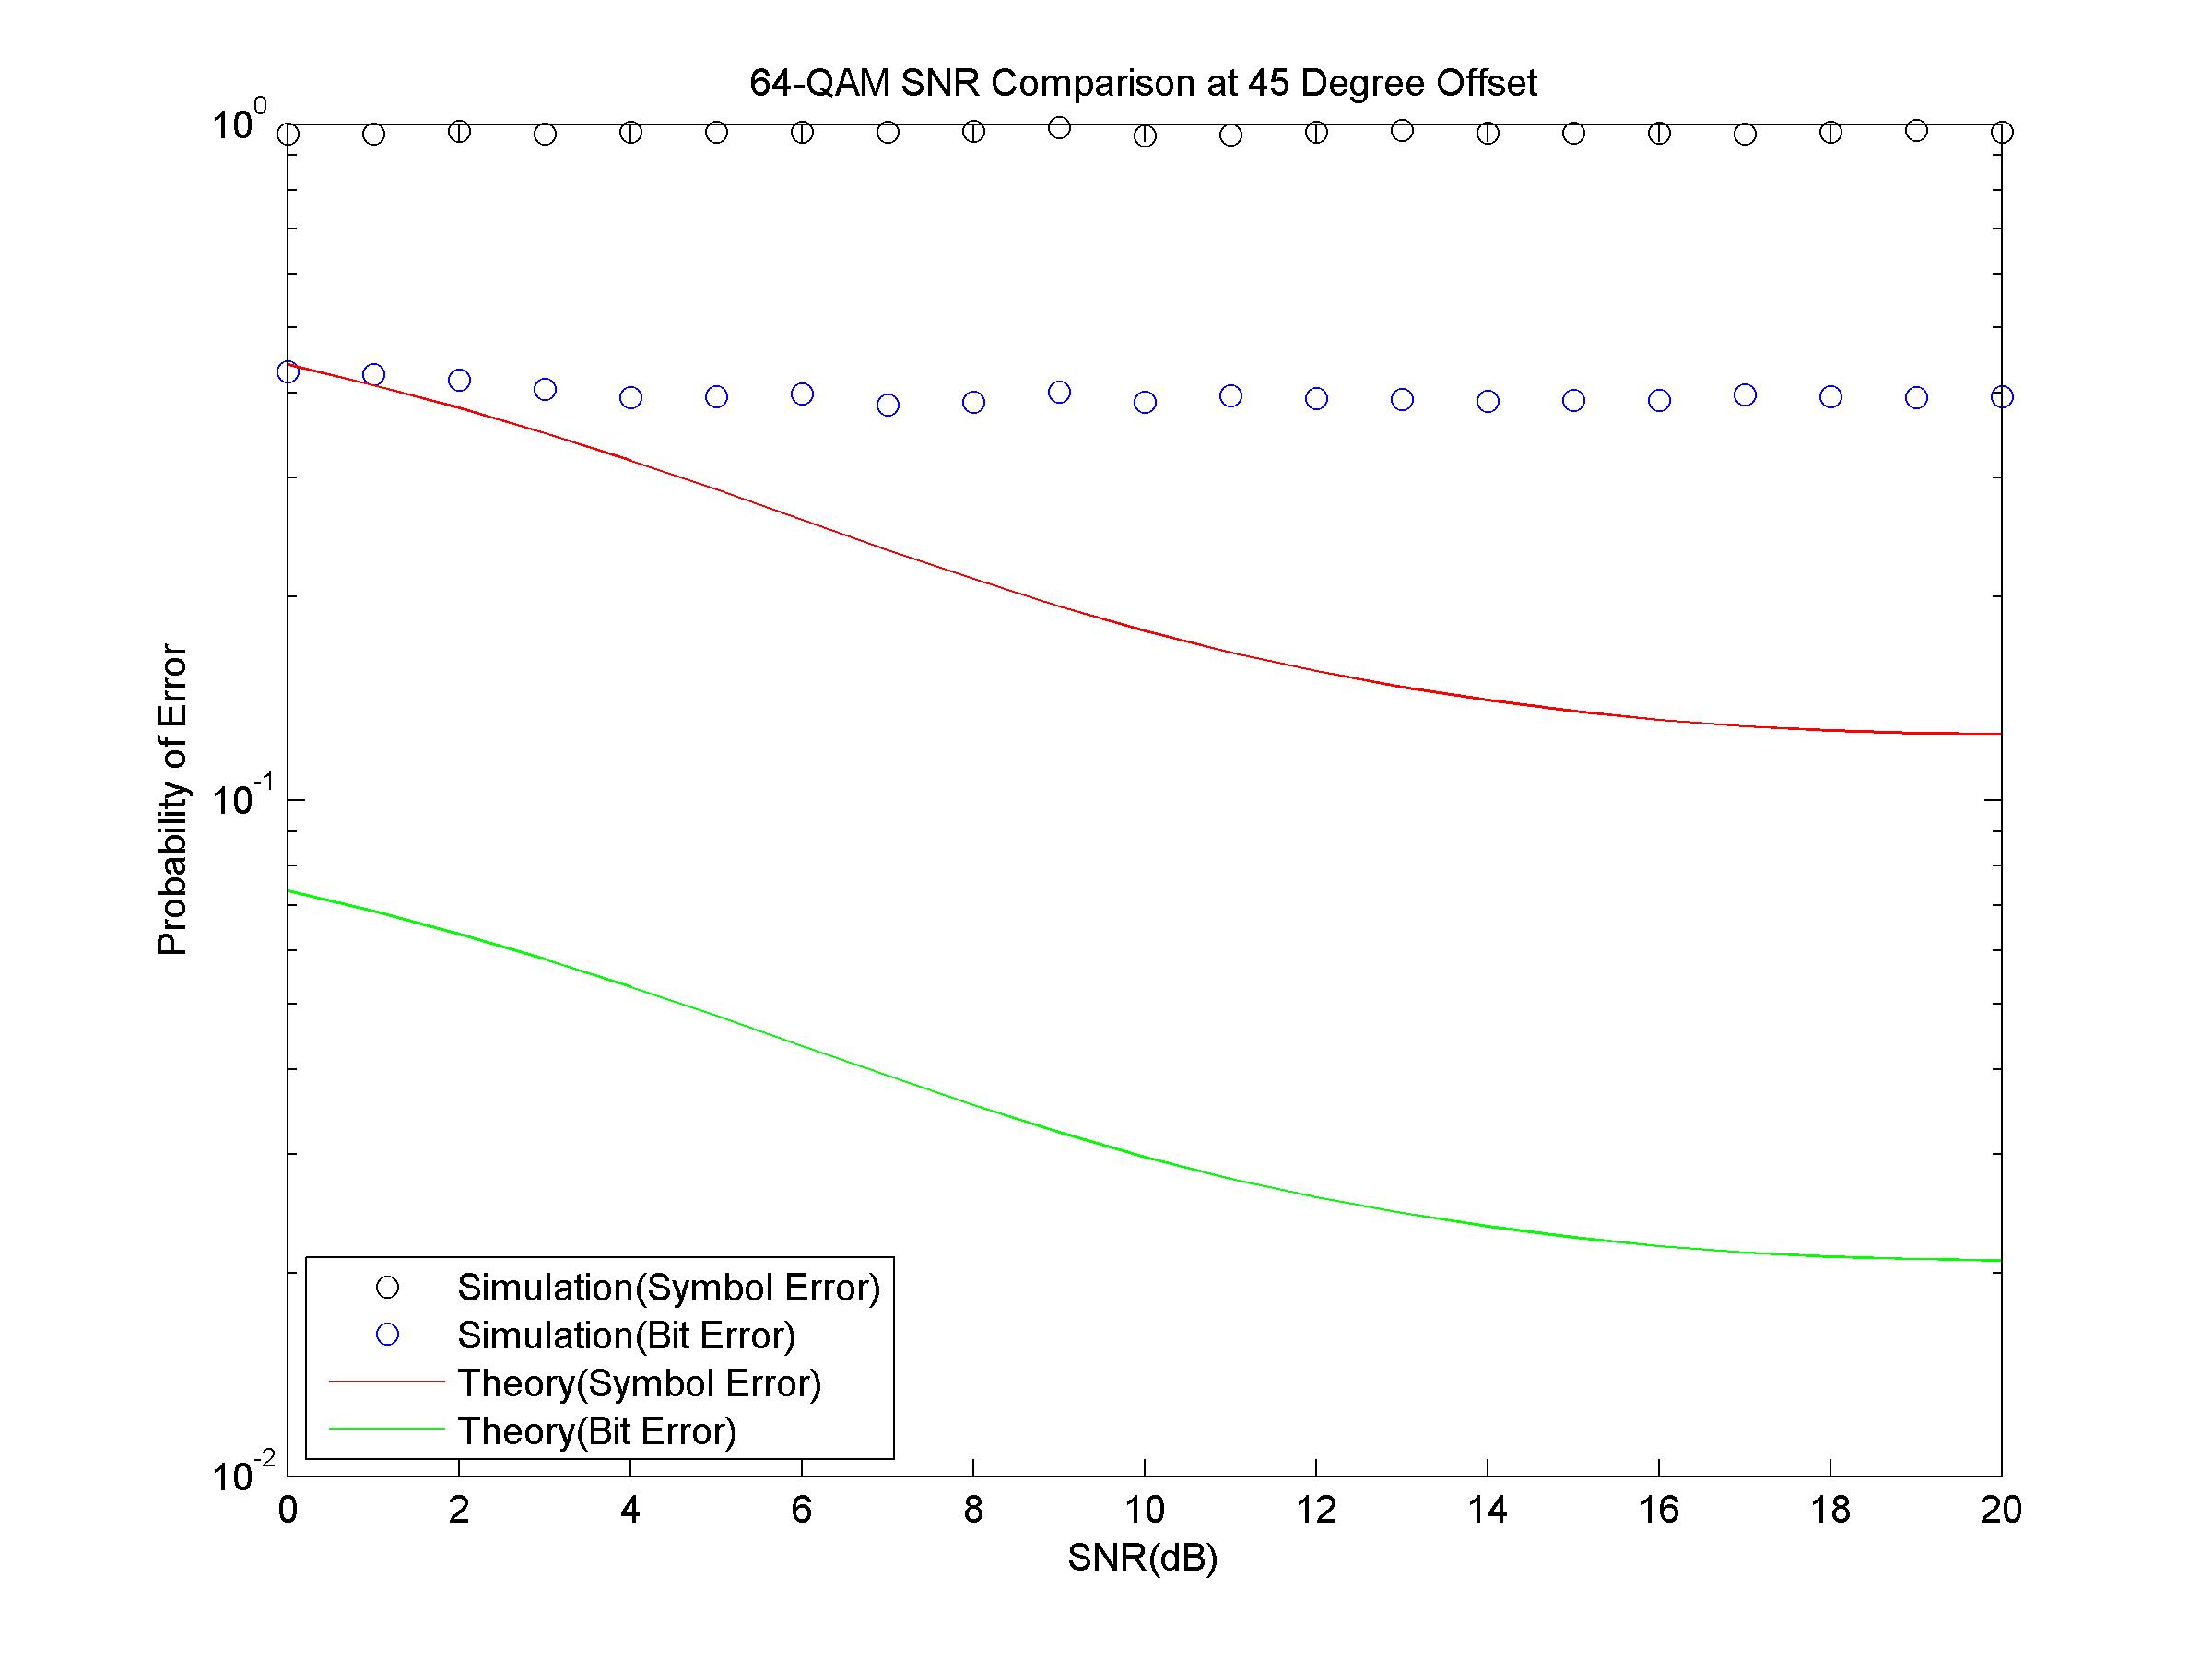 64-QAM SNR Comparison at 45 Degree Offset
10^0
10^-1
10^-2
Probability of Error
Simulation(Symbol Error)
Simulation(Bit Error)
Theory(Symbol Error)
Theory(Bit Error)
0 2 4 6 8 10 12 14 16 18 20
SNR(dB)